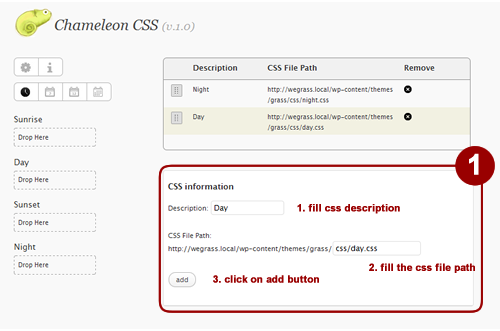 Chameleon CSS (v.1.0)
Description CSS File Path Remove
Night http://wegrass.local/wp-content/themes
/grass/css/night.css
Day http://wegrass.local/wp-content/themes
/grass/css/day.css
Sunrise
Drop Here
Day
Drop Here
Sunset
Drop Here
Night
Drop Here
1
CSS information
Description: Day 1. fill css description
CSS File Path:
http://wegrass.local/wp-content/themes/grass/ css/day.css
2. fill the css file path
add 3. click on add button